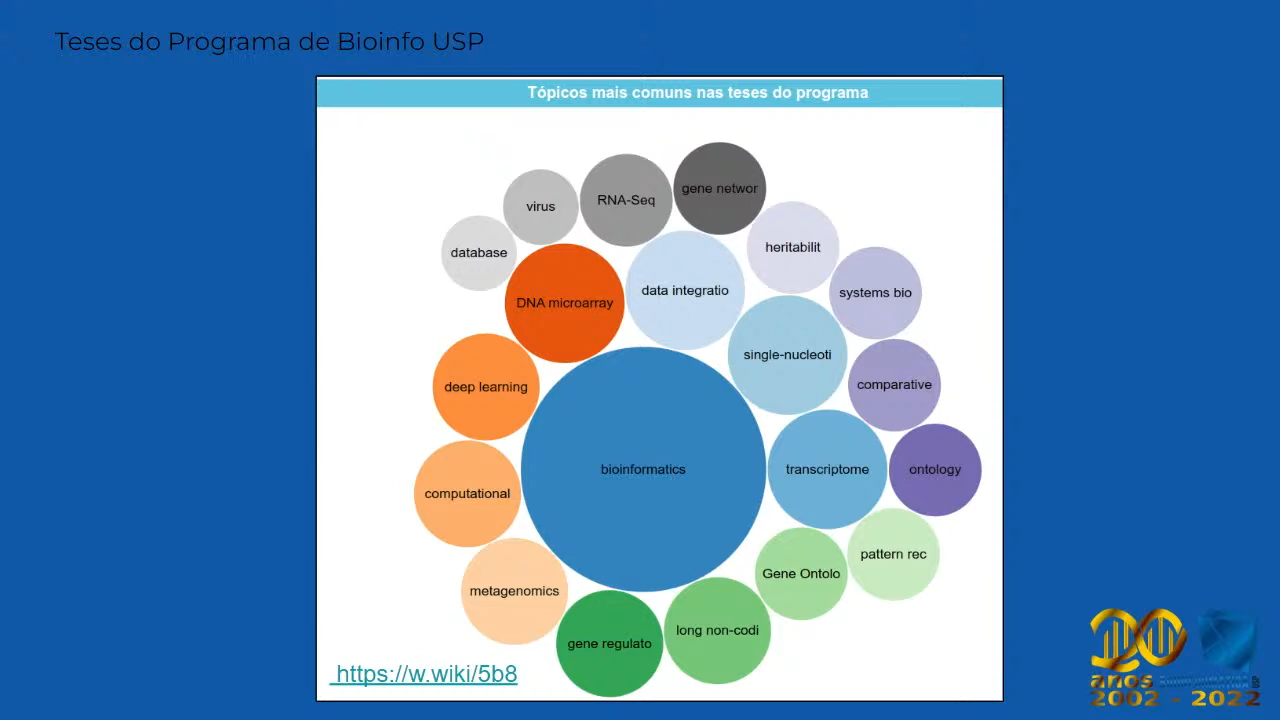 Teses do Programa de Bioinfo USP
Tópicos mais comuns nas teses do programa
gene networ
RNA-Seq
virus
database
heritabilit
systems bio
DNA microarray
data integratio
single-nucleoti
comparative
deep learning
bioinformatics
transcriptome
ontology
computational
pattern rec
Gene Ontolo
metagenomics
long non-codi
gene regulato
https://w.wiki/5b8
20
anos
USP
2002 - 2022